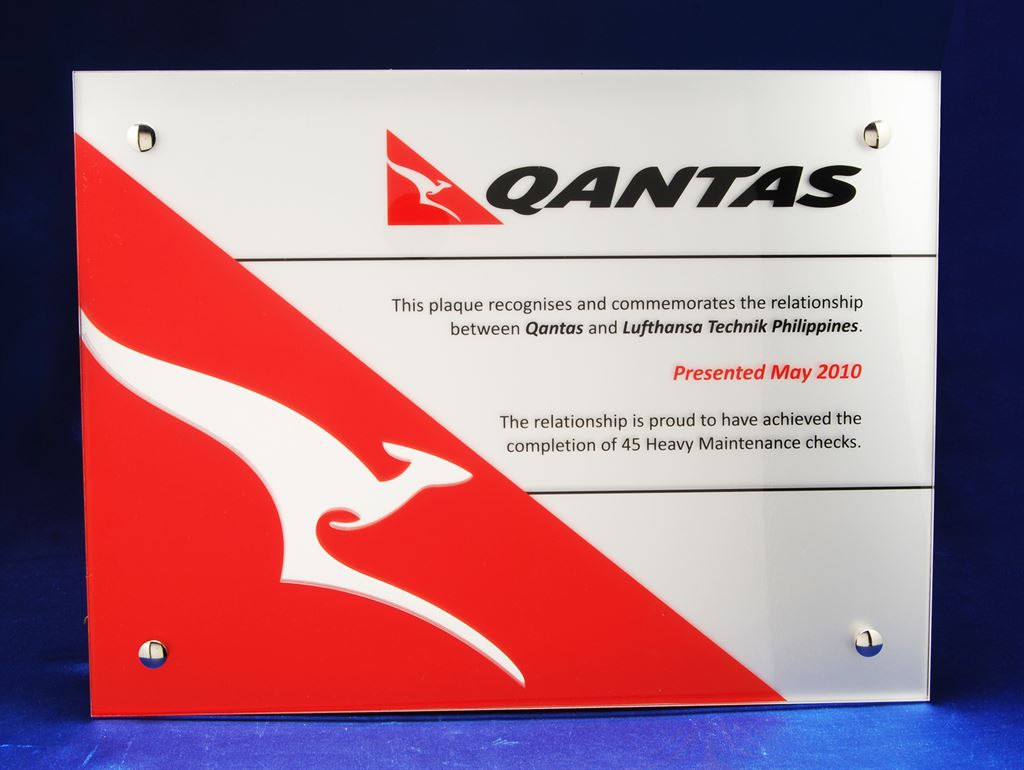 QANTAS
This plaque recognises and commemorates the relationship
between Qantas and Lufthansa Technik Philippines.
Presented May 2010
The relationship is proud to have achieved the
completion of 45 Heavy Maintenance checks.